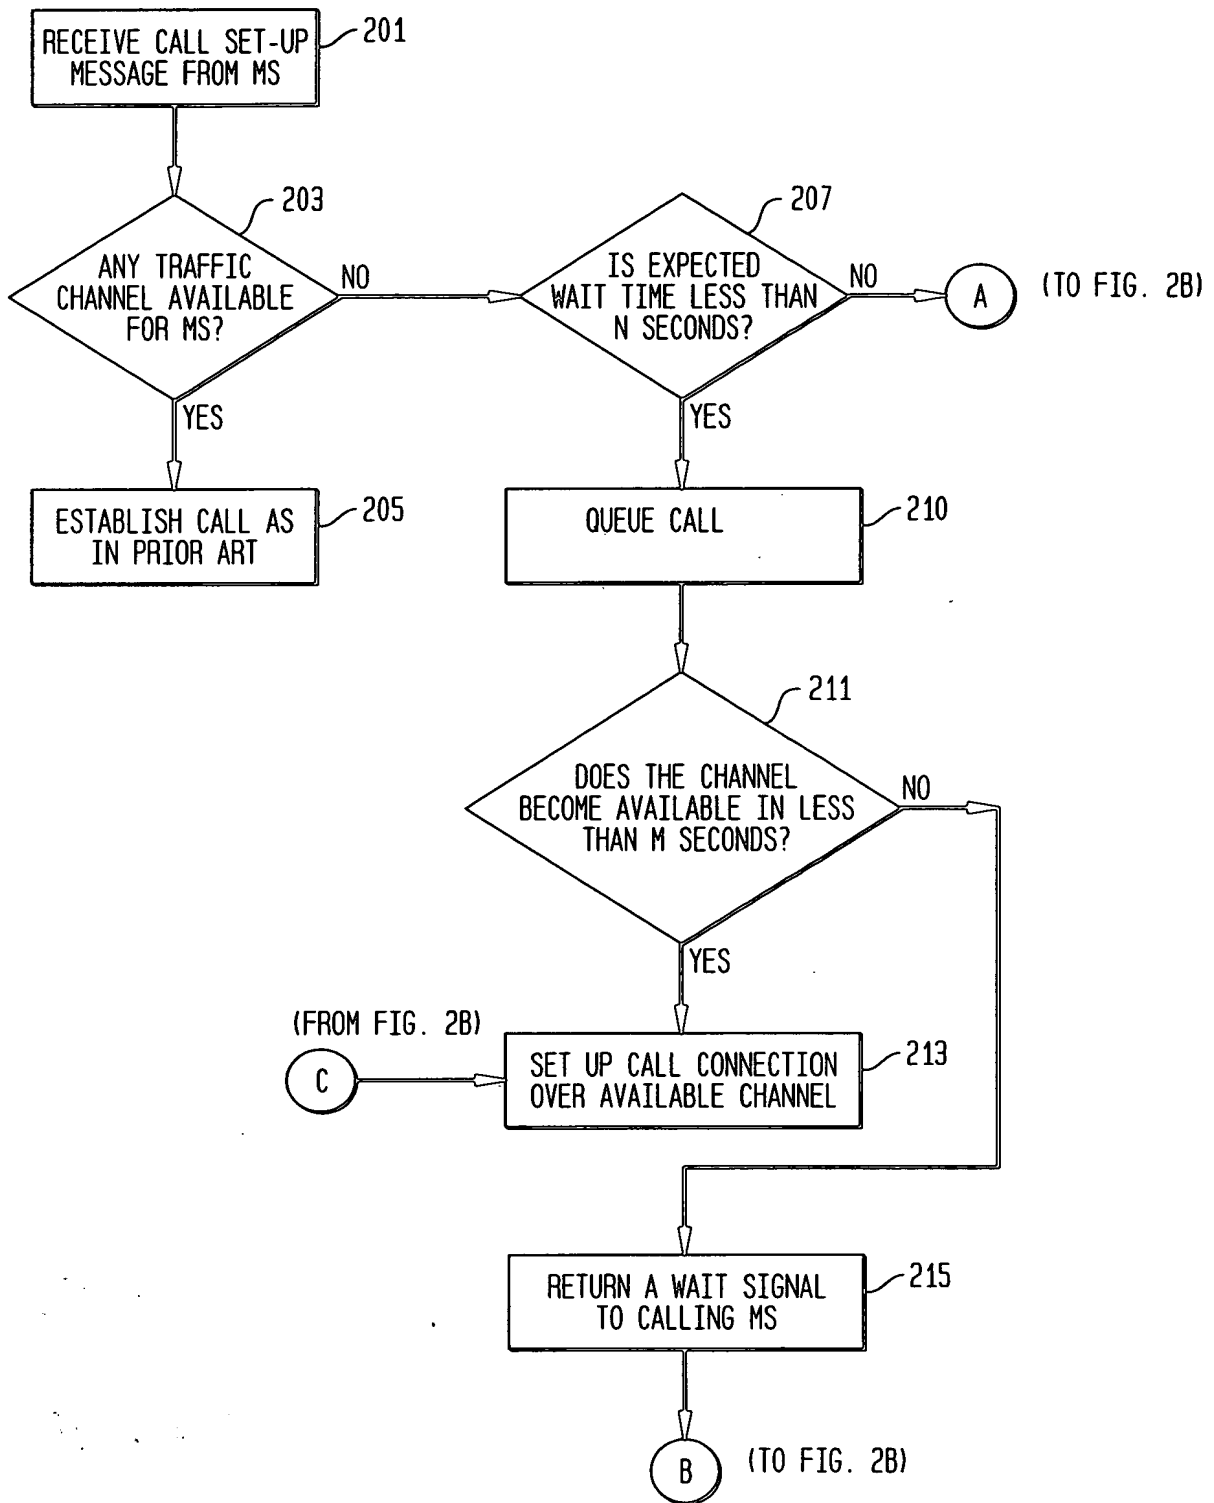 RECEIVE CALL SET-UP
MESSAGE FROM MS
201
203
ANY TRAFFIC
CHANNEL AVAILABLE
FOR MS?
NO
YES
207
IS EXPECTED
WAIT TIME LESS THAN
N SECONDS?
NO
A
(TO FIG. 2B)
YES
ESTABLISH CALL AS
IN PRIOR ART
205
QUEUE CALL
210
211
DOES THE CHANNEL
BECOME AVAILABLE IN LESS
THAN M SECONDS?
NO
YES
(FROM FIG. 2B)
C
SET UP CALL CONNECTION
OVER AVAILABLE CHANNEL
213
RETURN A WAIT SIGNAL
TO CALLING MS
215
B
(TO FIG. 2B)